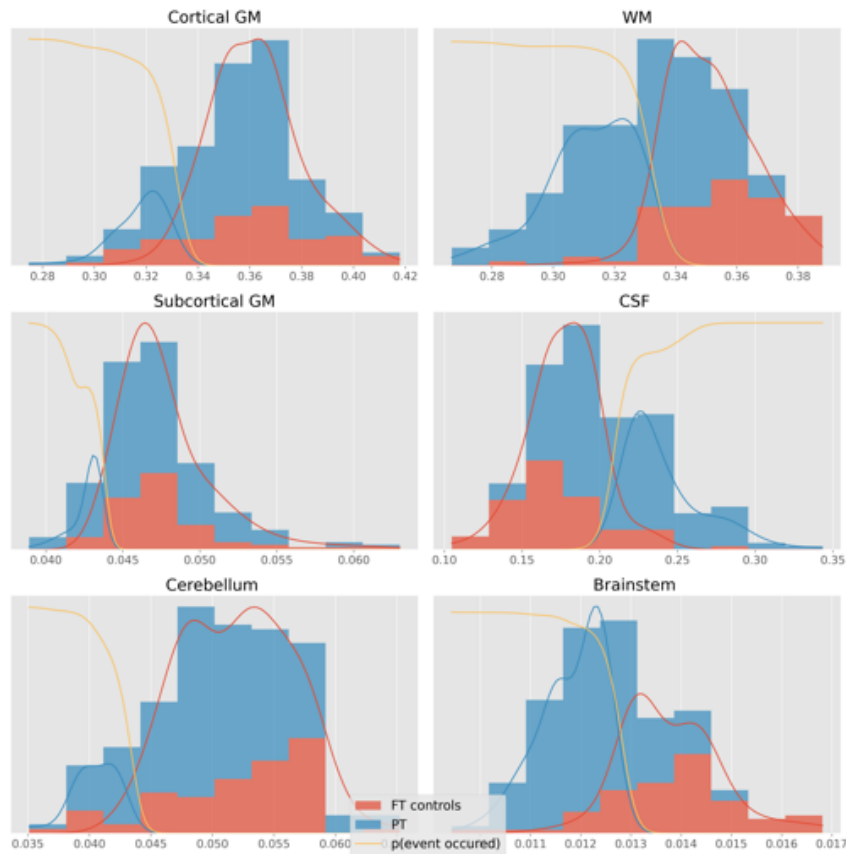 Cortical GM
WM
0.28 0.30 0.32 0.34 0.36 0.38 0.40 0.42
0.28 0.30 0.32 0.34 0.36 0.38
Subcortical GM
CSF
0.040 0.045 0.050 0.055 0.060
0.10 0.15 0.20 0.25 0.30 0.35
Cerebellum
Brainstem
FT controls
PT
p(event occured)
0.035 0.040 0.045 0.050 0.055 0.060
0.011 0.012 0.013 0.014 0.015 0.016 0.017